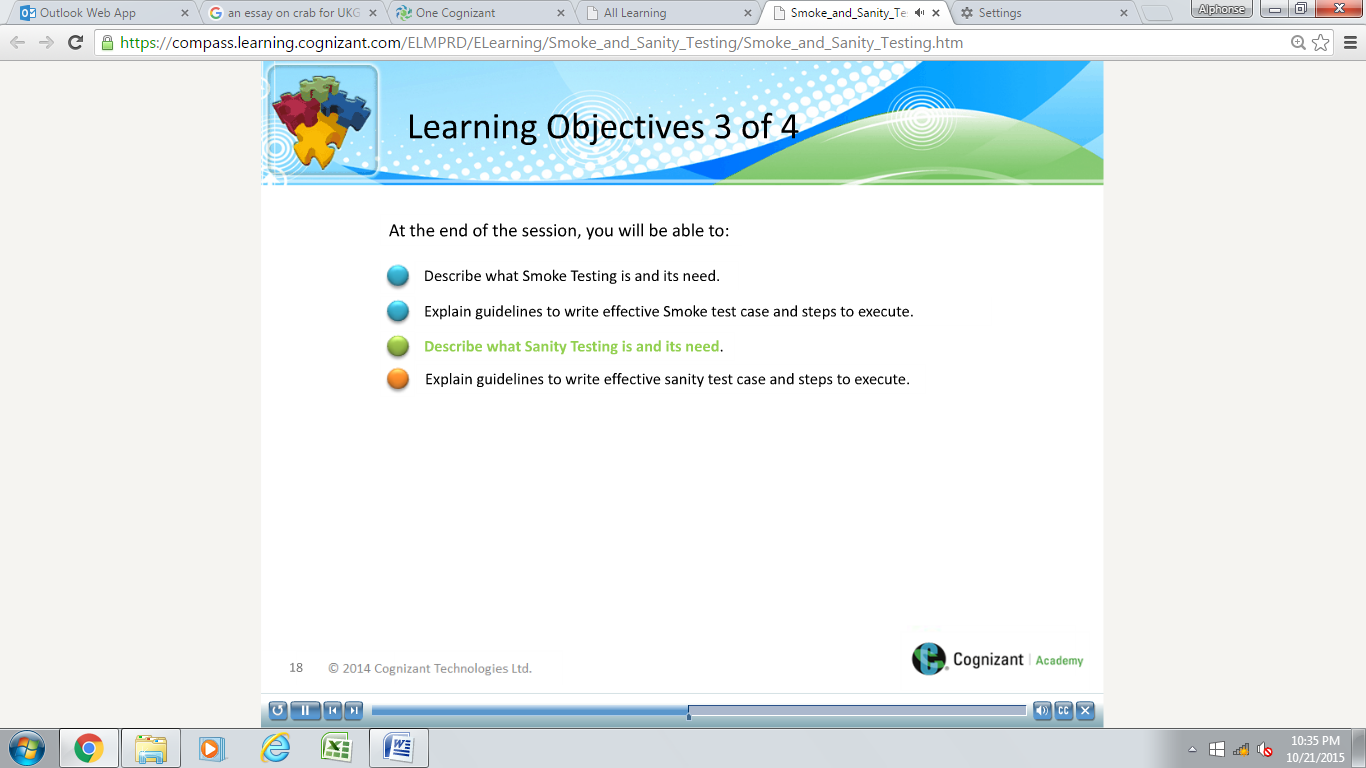 Outlook Web App
an essay on crab for UKG
One Cognizant
All Learning
Smoke_and_Sanity_Te
Settings
Alphonse
https://compass.learning.cognizant.com/ELMPRD/ELearning/Smoke_and_Sanity_Testing/Smoke_and_Sanity_Testing.htm
Learning Objectives 3 of 4
At the end of the session, you will be able to:
Describe what Smoke Testing is and its need.
Explain guidelines to write effective Smoke test case and steps to execute.
Describe what Sanity Testing is and its need.
Explain guidelines to write effective sanity test case and steps to execute.
18 © 2014 Cognizant Technologies Ltd.
Cognizant | Academy
CC
10:35 PM
10/21/2015